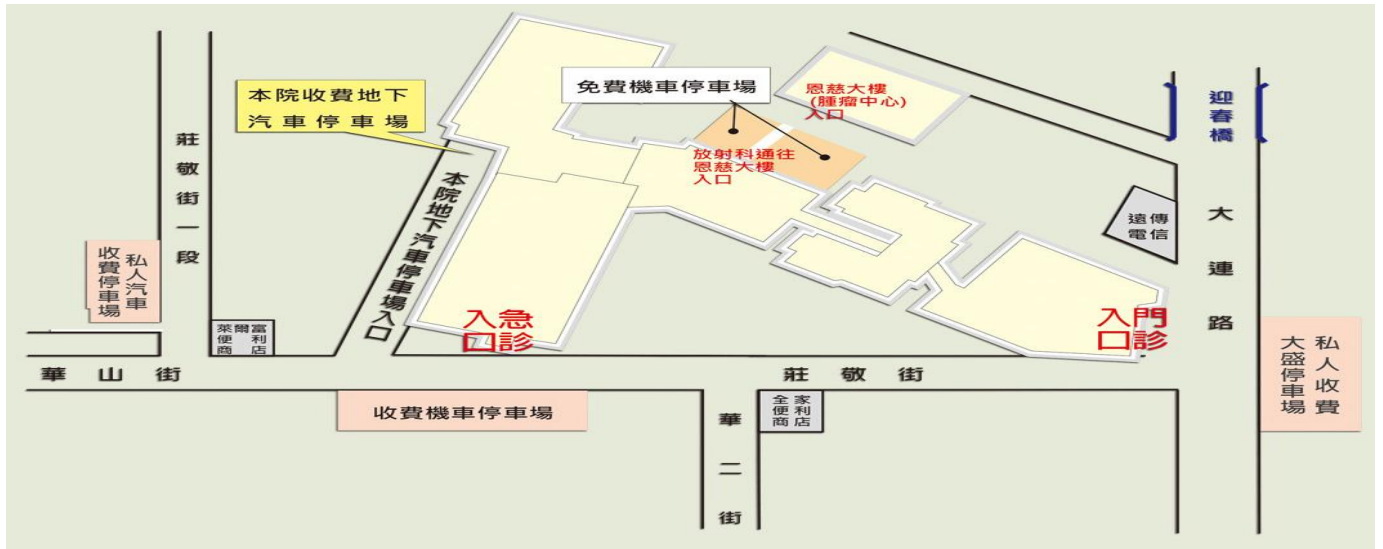 本院收費地下
汽車停車場
免費機車停車場
恩慈大樓
(腫瘤中心)
入口
放射科通往
恩慈大樓
入口
迎春橋
莊敬街一段
本院地下汽車停車場入口
遠傳
電信
大連路
私人汽車
收費停車場
萊爾富
便利
商店
急診
入口
門診
入口
私人收費
大盛停車場
華山街
莊敬街
收費機車停車場
全家
便利
商店
華二街